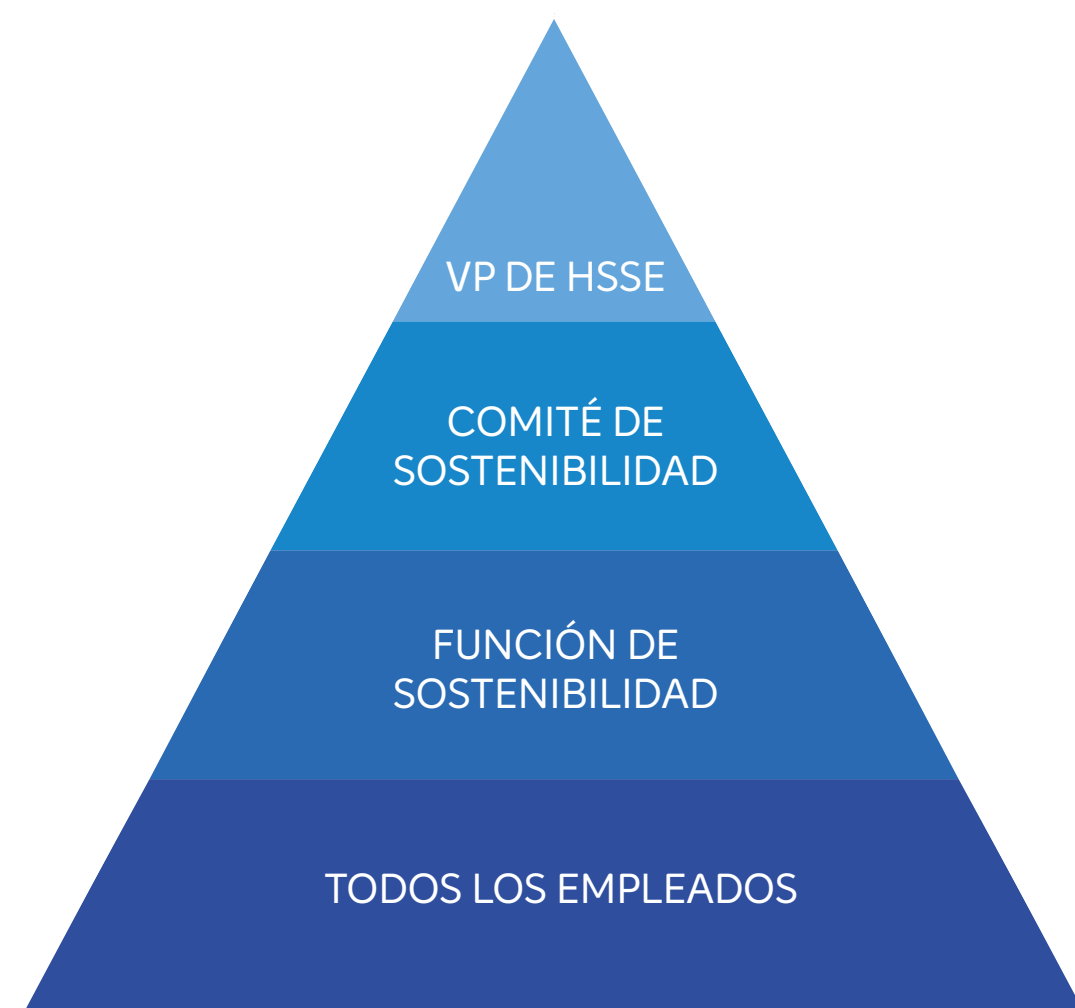 VP DE HSSE
COMITÉ DE
SOSTENIBILIDAD
FUNCIÓN DE
SOSTENIBILIDAD
TODOS LOS EMPLEADOS